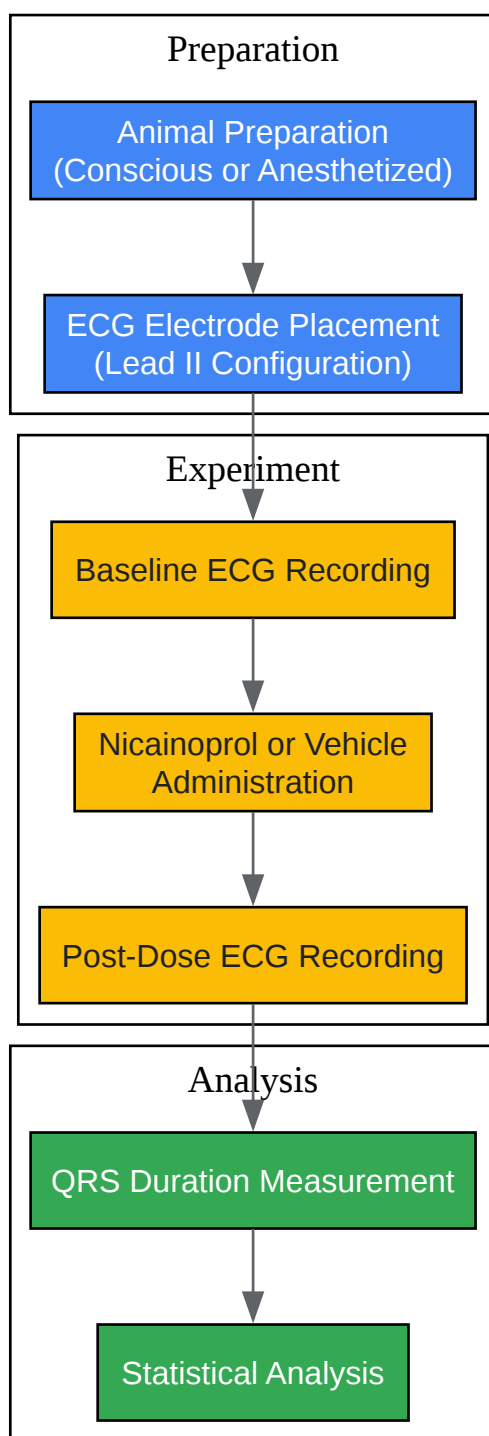 Preparation
Animal Preparation
(Conscious or Anesthetized)
ECG Electrode Placement
(Lead II Configuration)
Experiment
Baseline ECG Recording
Nicainoprol or Vehicle
Administration
Post-Dose ECG Recording
Analysis
QRS Duration Measurement
Statistical Analysis